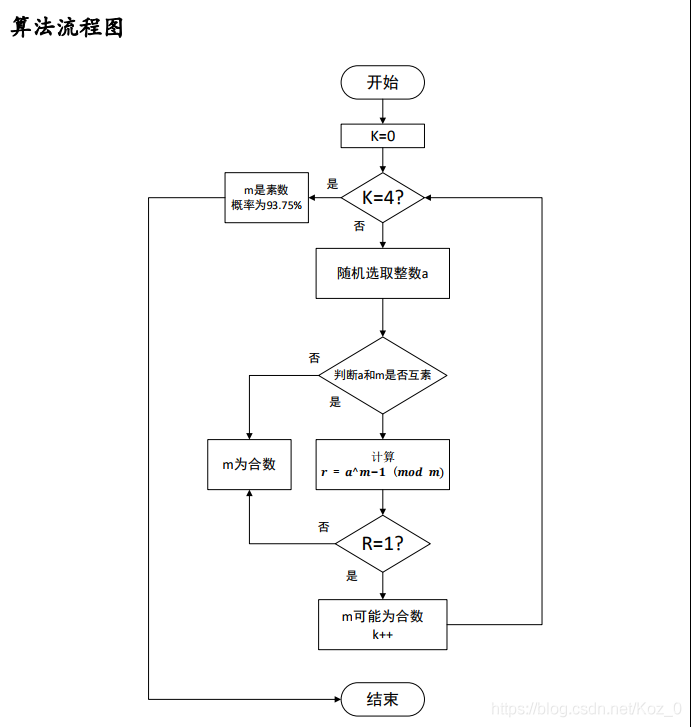 算法流程图
开始
K=0
K=4?
是
m是素数
概率为93.75%
否
随机选取整数a
判断a和m是否互素
否
是
m为合数
计算
r = a^m-1 (mod m)
R=1?
否
是
m可能为合数
k++
结束
https://blog.csdn.net/Koz_0